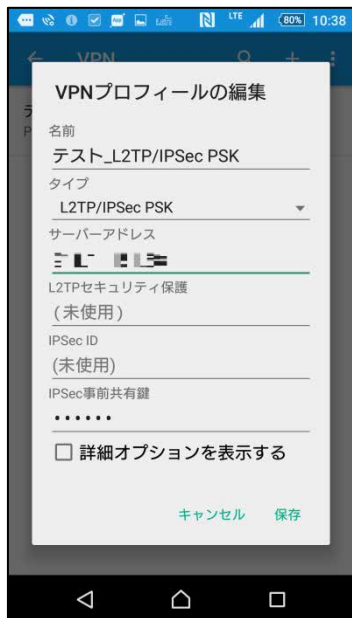 LTE 80% 10:38
VPN
VPNプロフィールの編集
名前
テスト_L2TP/IPSec PSK
タイプ
L2TP/IPSec PSK
サーバーアドレス
L2TPセキュリティ保護
(未使用)
IPSec ID
(未使用)
IPSec事前共有鍵
••••••
詳細オプションを表示する
キャンセル 保存